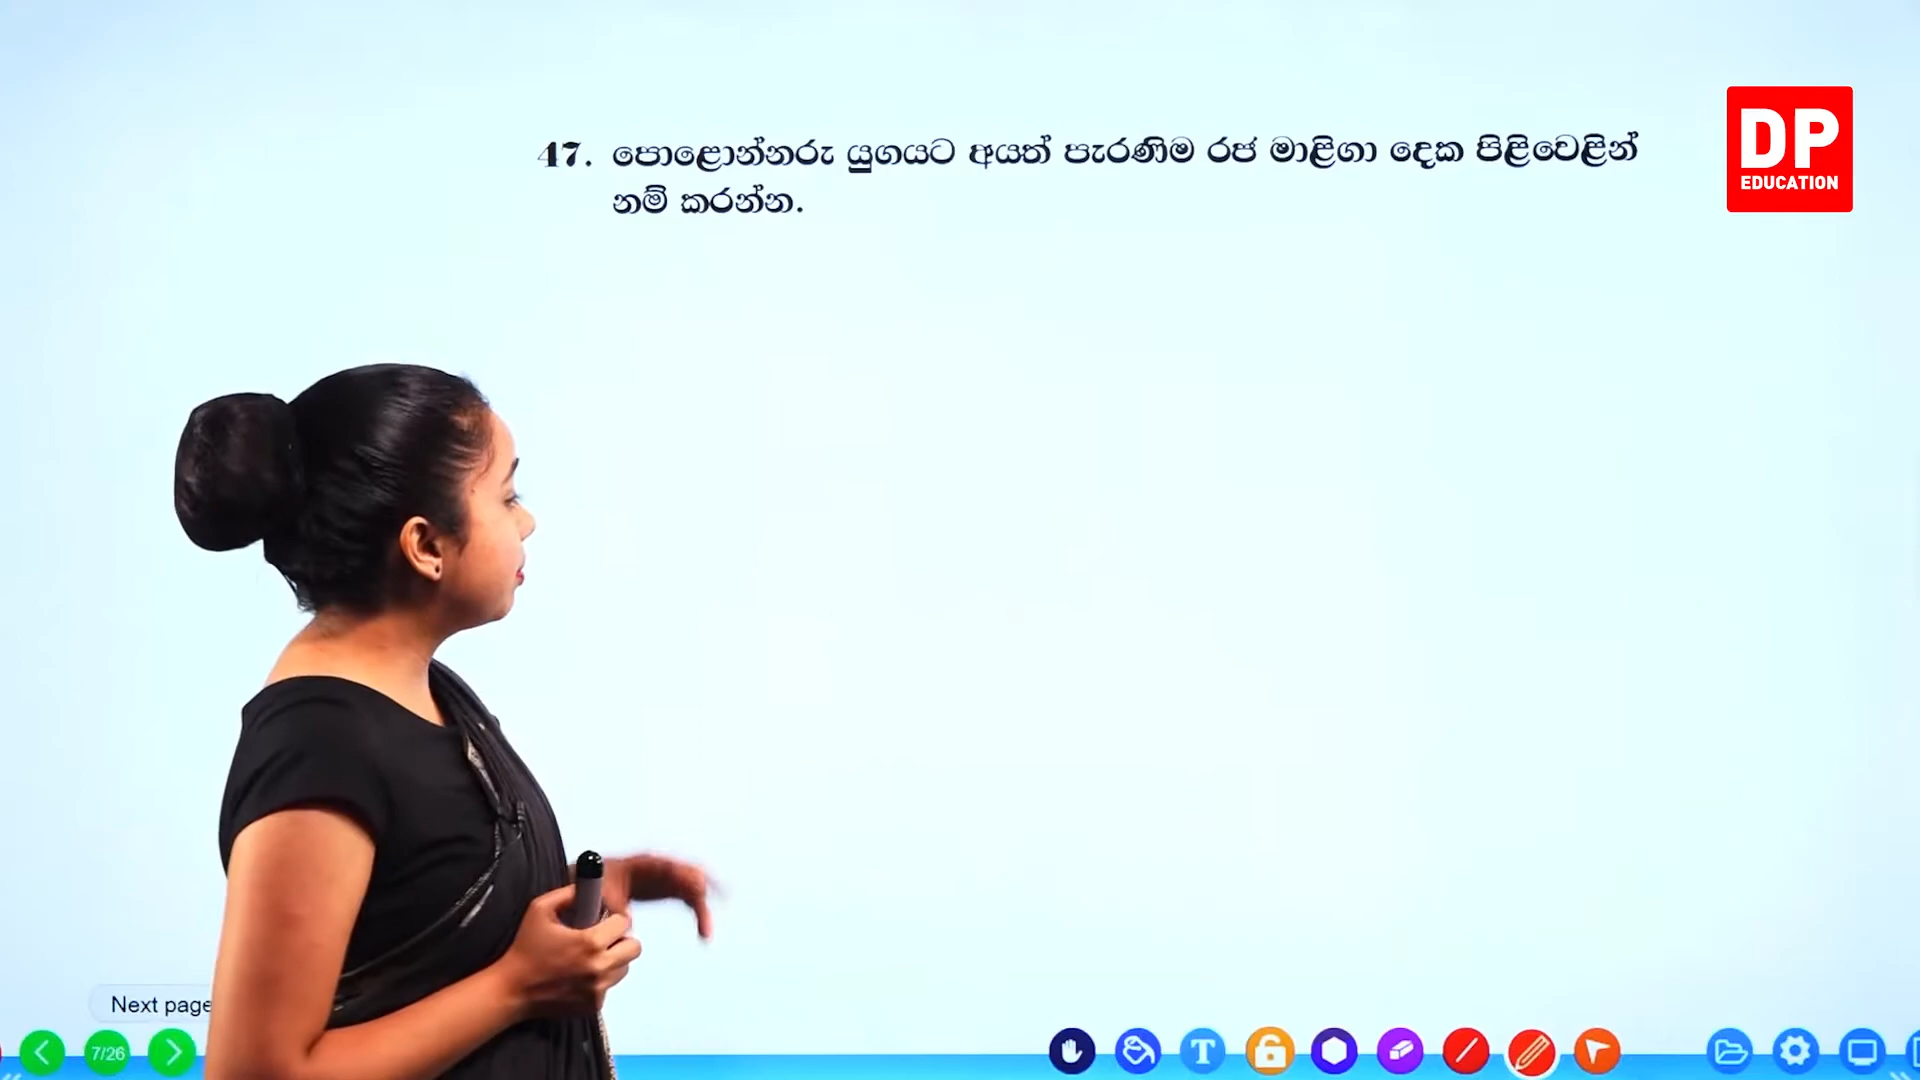 47. පොළොන්නරු යුගයට අයත් පැරණිම රජ මාළිගා දෙක පිළිවෙළින්
නම් කරන්න.
DP
EDUCATION
Next page
7/26
T